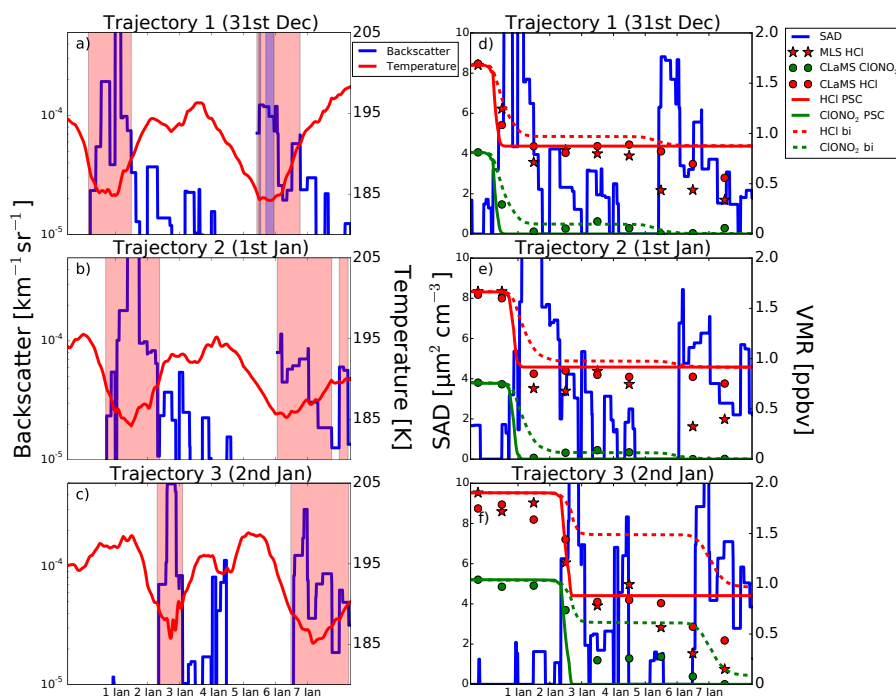 Trajectory 1 (31st Dec)
a)
205
195
185
10⁻⁴
10⁻⁵
Backscatter
Temperature
Trajectory 2 (1st Jan)
b)
205
195
185
10⁻⁴
10⁻⁵
Trajectory 3 (2nd Jan)
c)
205
195
185
10⁻⁴
10⁻⁵
1 Jan 2 Jan 3 Jan 4 Jan 5 Jan 6 Jan 7 Jan
Backscatter [km⁻¹ sr⁻¹]
Temperature [K]
Trajectory 1 (31st Dec)
d)
10
8
6
4
2
0
2.0
1.5
1.0
0.5
0
SAD
MLS HCl
CLaMS ClONO₂
CLaMS HCl
HCl PSC
ClONO₂ PSC
HCl bi
ClONO₂ bi
Trajectory 2 (1st Jan)
e)
10
8
6
4
2
0
2.0
1.5
1.0
0.5
0
Trajectory 3 (2nd Jan)
f)
10
8
6
4
2
0
2.0
1.5
1.0
0.5
0
1 Jan 2 Jan 3 Jan 4 Jan 5 Jan 6 Jan 7 Jan
SAD [μm² cm⁻³]
VMR [ppbv]